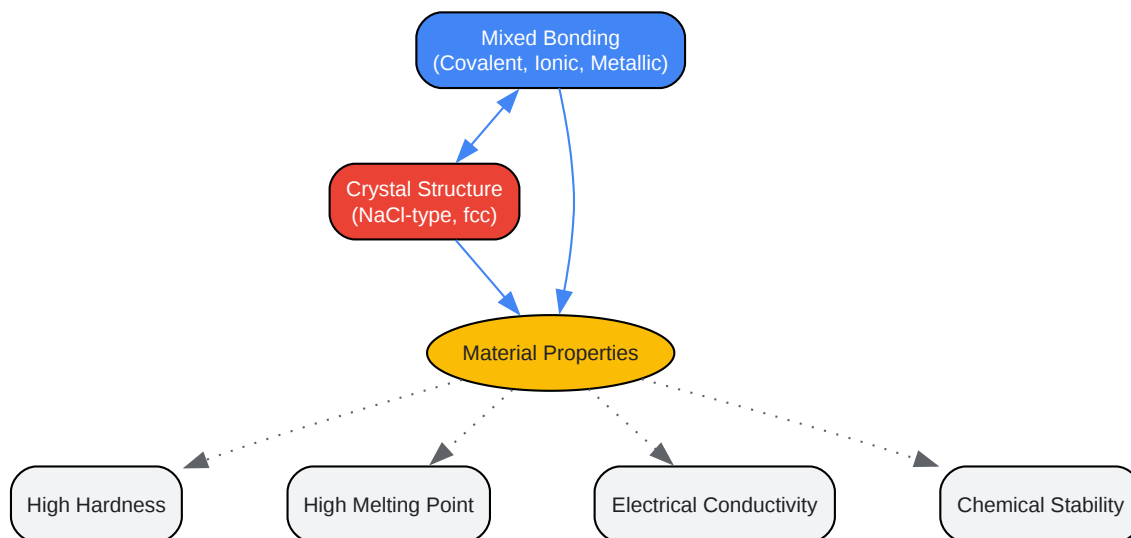 Mixed Bonding
(Covalent, Ionic, Metallic)
Crystal Structure
(NaCl-type, fcc)
Material Properties
High Hardness
High Melting Point
Electrical Conductivity
Chemical Stability